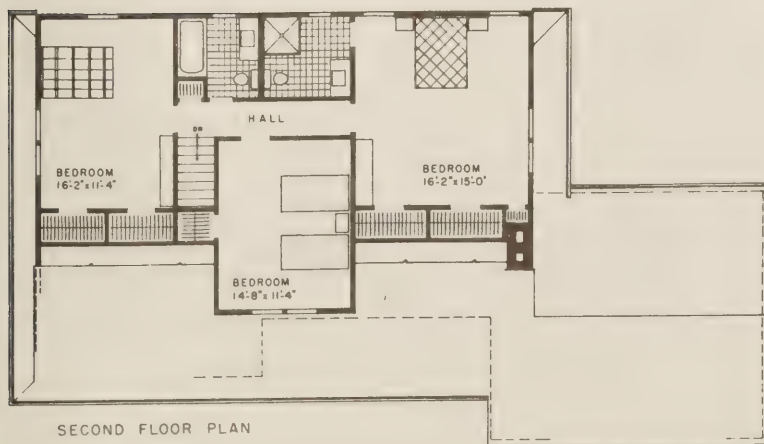 HALL
DN
BEDROOM
16'-2" x 11'-4"
BEDROOM
16'-2" x 15'-0"
BEDROOM
14'-8" x 11'-4"
SECOND FLOOR PLAN